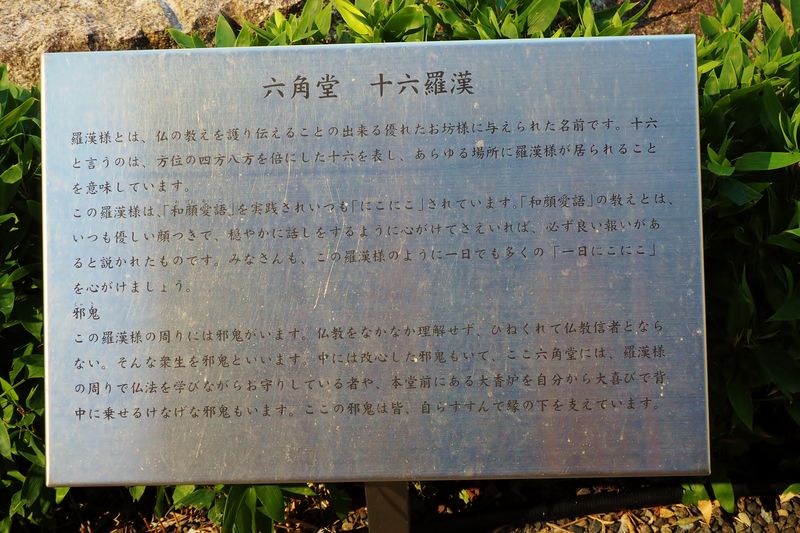 六角堂　十六羅漢
羅漢様とは、仏の教えを護り伝えることの出来る優れたお坊様に与えられた名前です。十六
と言うのは、方位の四方八方を倍にした十六を表し、あらゆる場所に羅漢様が居られること
を意味しています。
この羅漢様は、「和顔愛語」を実践されいつも「にこにこ」されています。「和顔愛語」の教えとは、
いつも優しい顔つきで、穏やかに話しをするように心がけてさえいれば、必ず良い報いがあ
ると説かれたものです。みなさんも、この羅漢様のように一日でも多くの「一日にこにこ」
を心がけましょう。
邪鬼
この羅漢様の周りには邪鬼がいます。仏教をなかなか理解せず、ひねくれて仏教信者となら
ない。そんな衆生を邪鬼といいます。中には改心した邪鬼もいて、ここ六角堂には、羅漢様
の周りで仏法を学びながらお守りしている者や、本堂前にある大香炉を自分から大喜びで背
中に乗せるけなげな邪鬼もいます。ここの邪鬼は皆、自らすすんで縁の下を支えています。